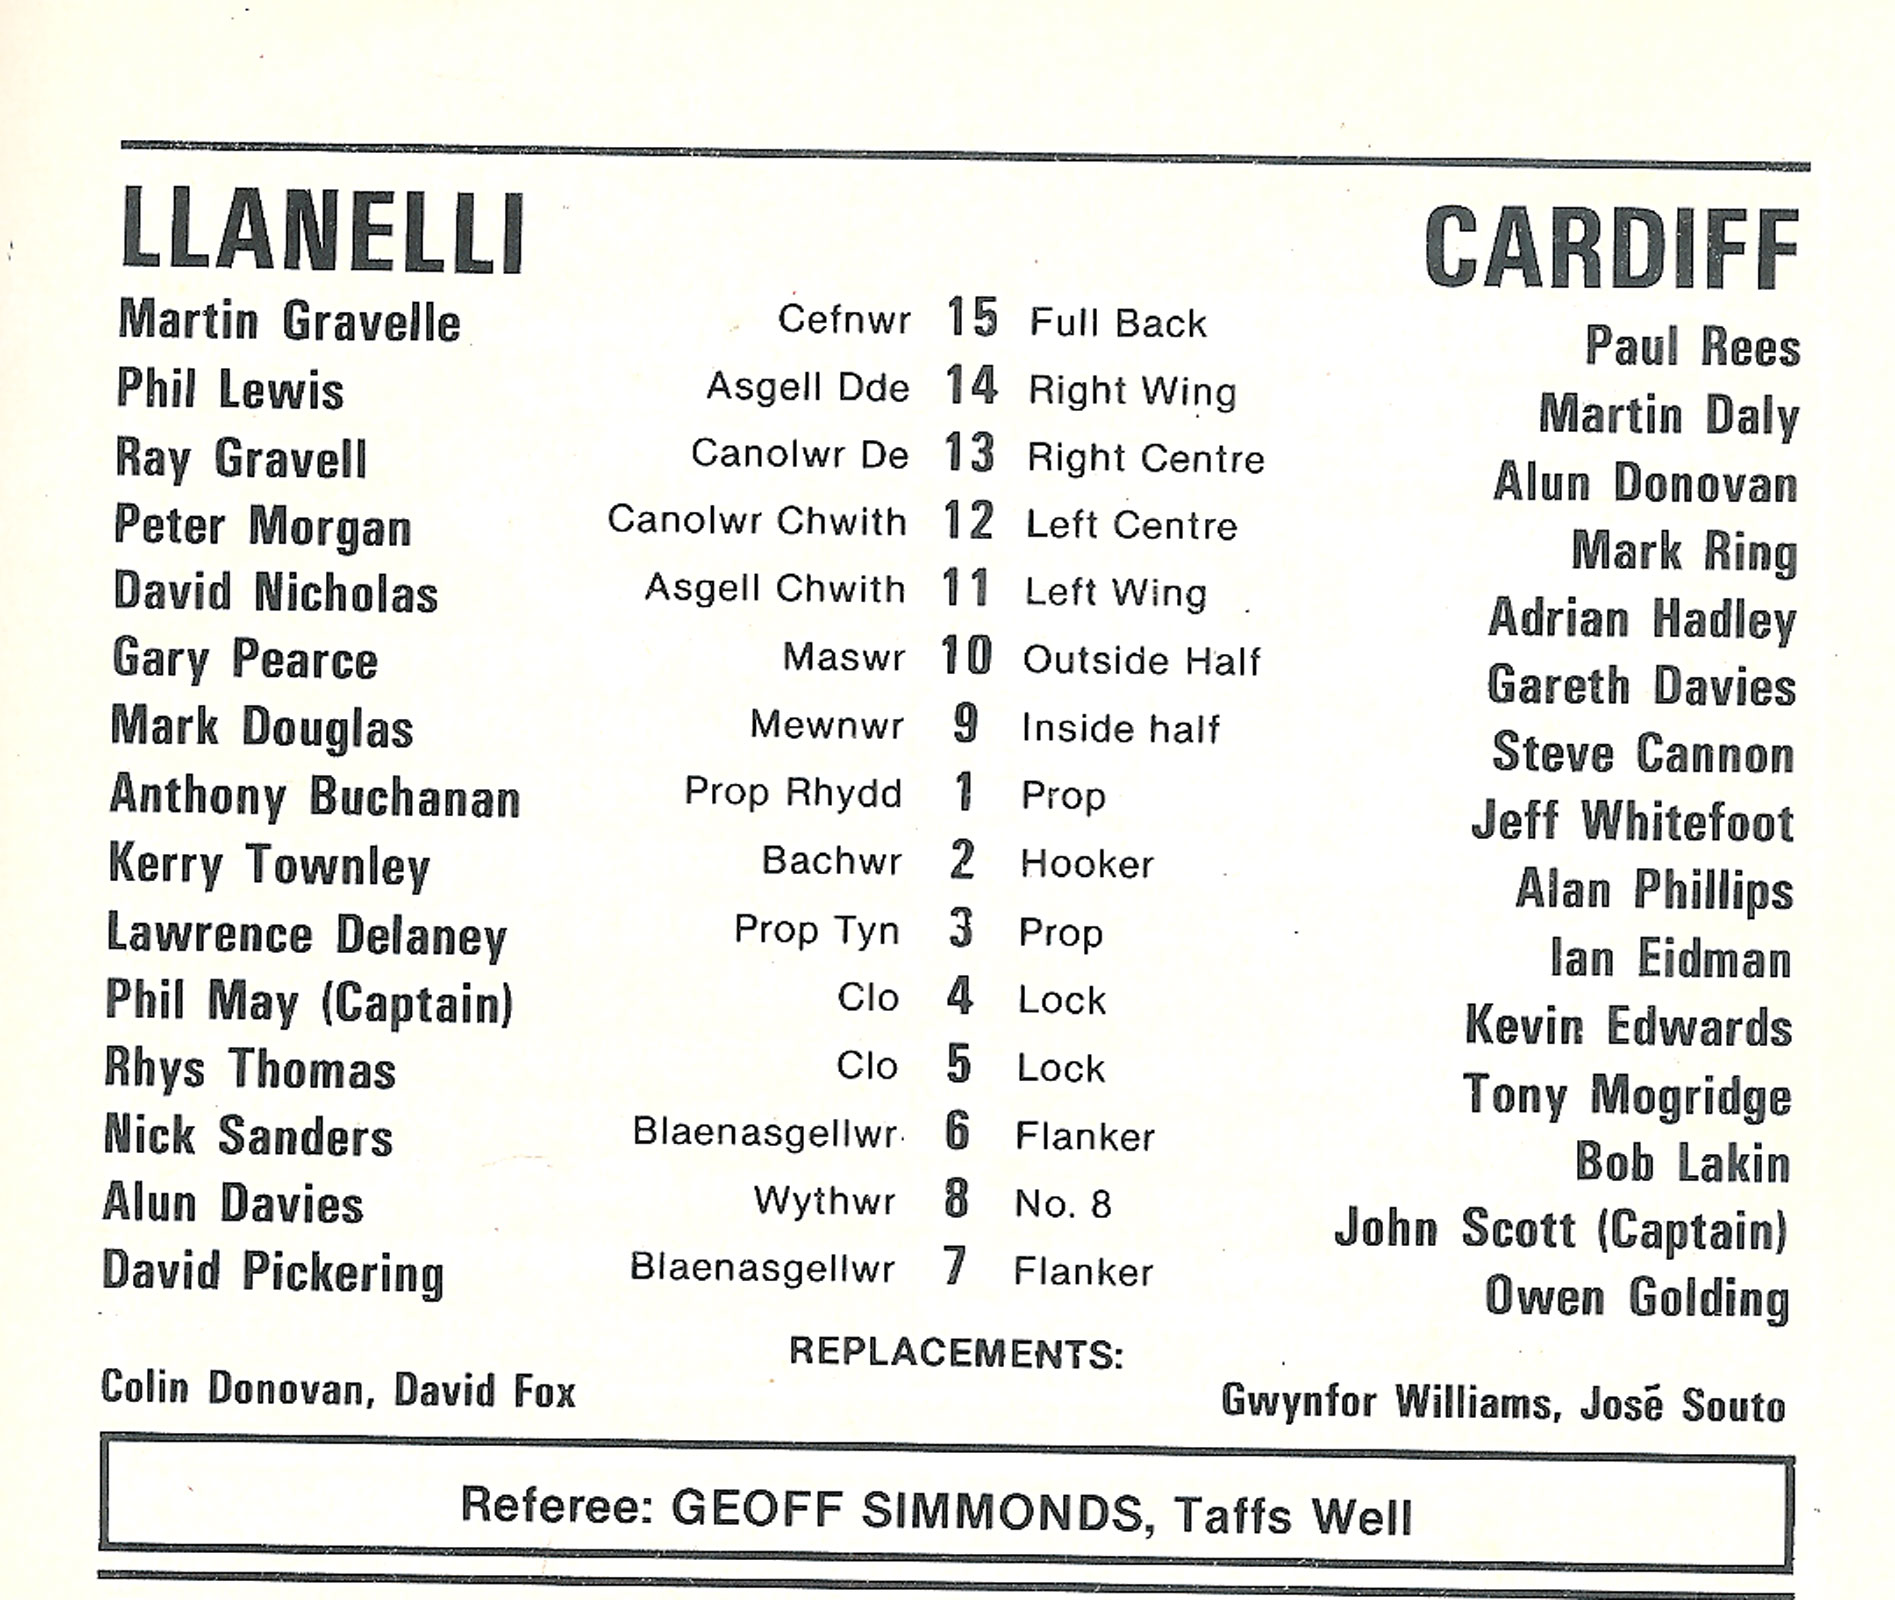 LLANELLI CARDIFF
Martin Gravelle Cefnwr 15 Full Back Paul Rees
Phil Lewis Asgell Dde 14 Right Wing Martin Daly
Ray Gravell Canolwr De 13 Right Centre Alun Donovan
Peter Morgan Canolwr Chwith 12 Left Centre Mark Ring
David Nicholas Asgell Chwith 11 Left Wing Adrian Hadley
Gary Pearce Maswr 10 Outside Half Gareth Davies
Mark Douglas Mewnwr 9 Inside half Steve Cannon
Anthony Buchanan Prop Rhydd 1 Prop Jeff Whitefoot
Kerry Townley Bachwr 2 Hooker Alan Phillips
Lawrence Delaney Prop Tyn 3 Prop Ian Eidman
Phil May (Captain) Clo 4 Lock Kevin Edwards
Rhys Thomas Clo 5 Lock Tony Mogridge
Nick Sanders Blaenasgellwr 6 Flanker Bob Lakin
Alun Davies Wythwr 8 No. 8 John Scott (Captain)
David Pickering Blaenasgellwr 7 Flanker Owen Golding
REPLACEMENTS:
Colin Donovan, David Fox Gwynfor Williams, José Souto
Referee: GEOFF SIMMONDS, Taffs Well